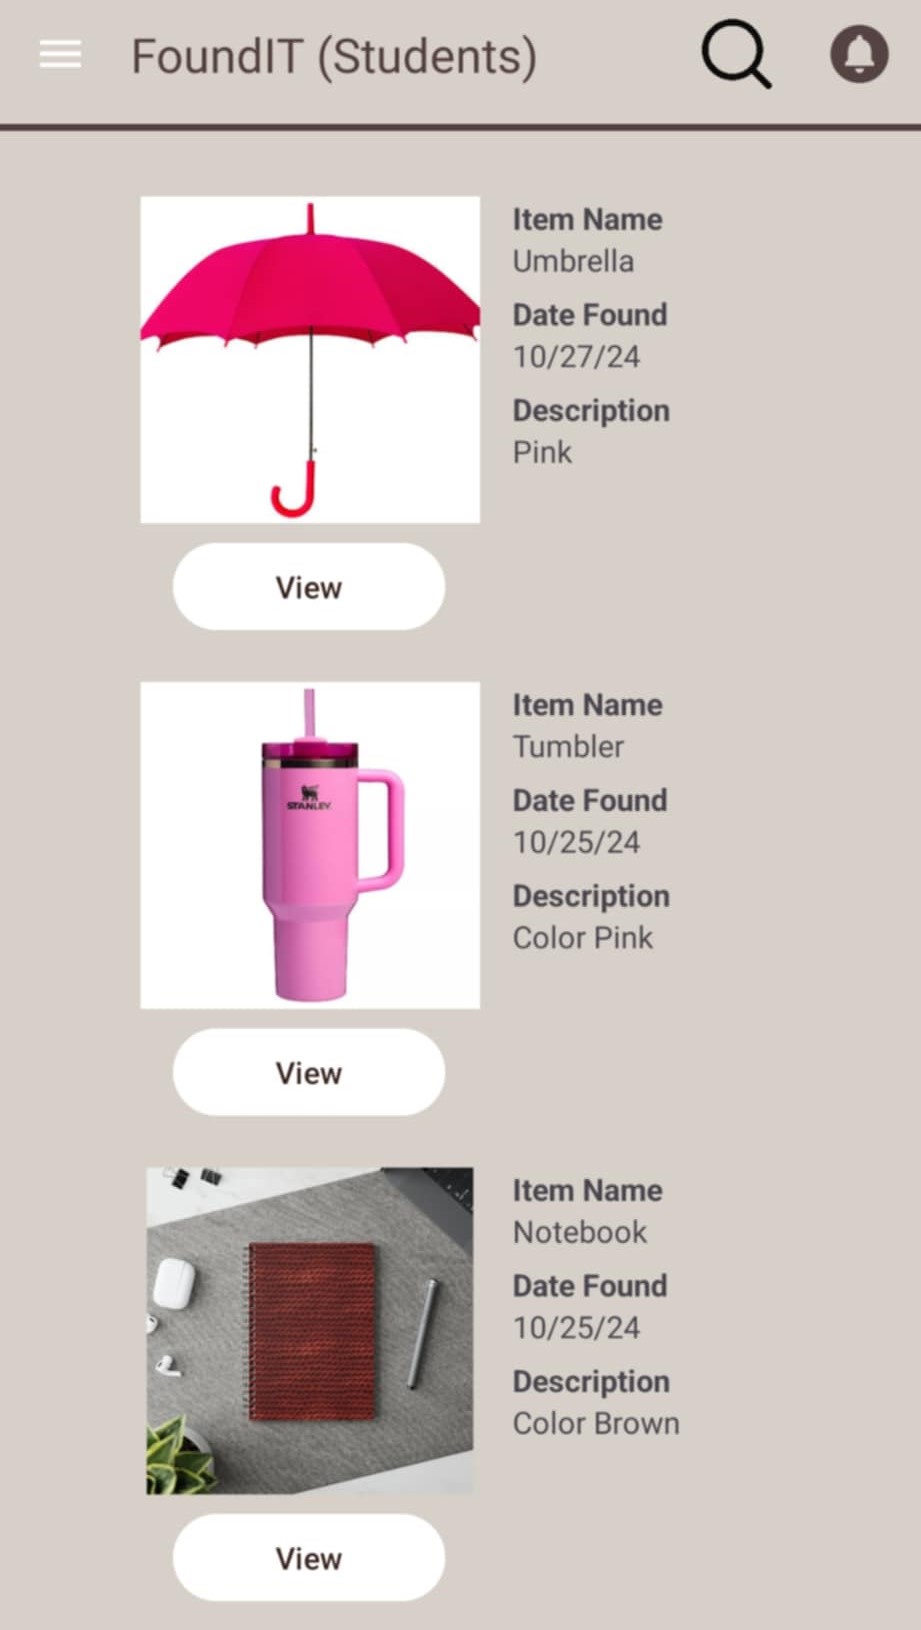 FoundIT (Students)
Item Name
Umbrella
Date Found
10/27/24
Description
Pink
View
Item Name
Tumbler
Date Found
10/25/24
Description
Color Pink
STANLEY
View
Item Name
Notebook
Date Found
10/25/24
Description
Color Brown
View